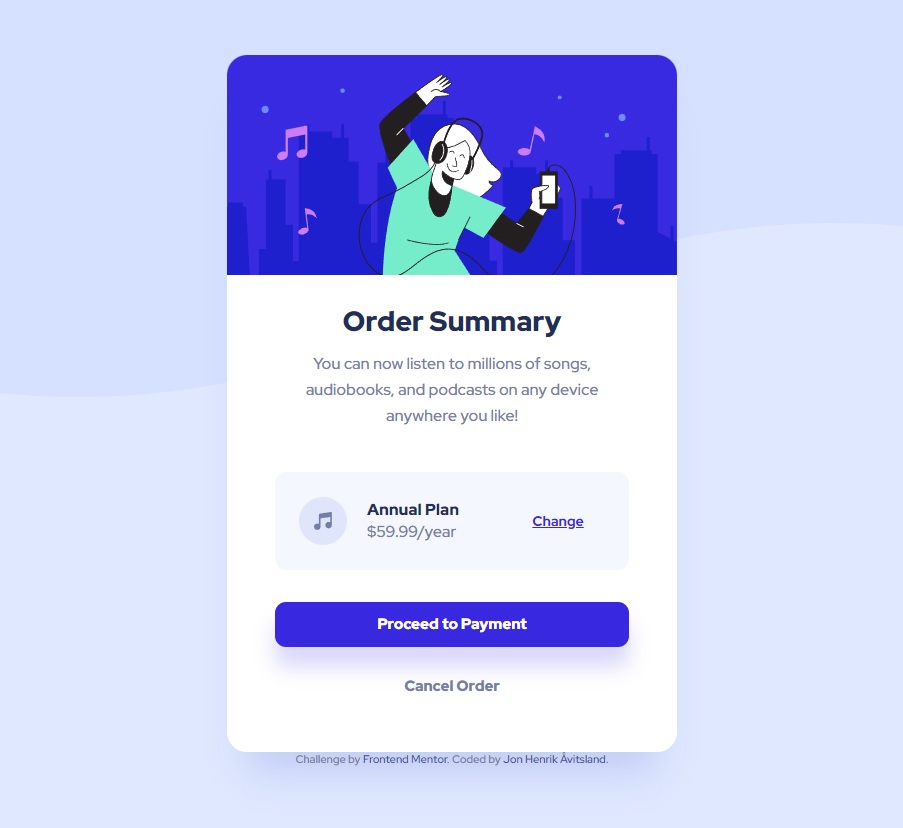 Order Summary
You can now listen to millions of songs,
audiobooks, and podcasts on any device
anywhere you like!
Annual Plan
$59.99/year
Change
Proceed to Payment
Cancel Order
Challenge by Frontend Mentor. Coded by Jon Henrik Åvitsland.